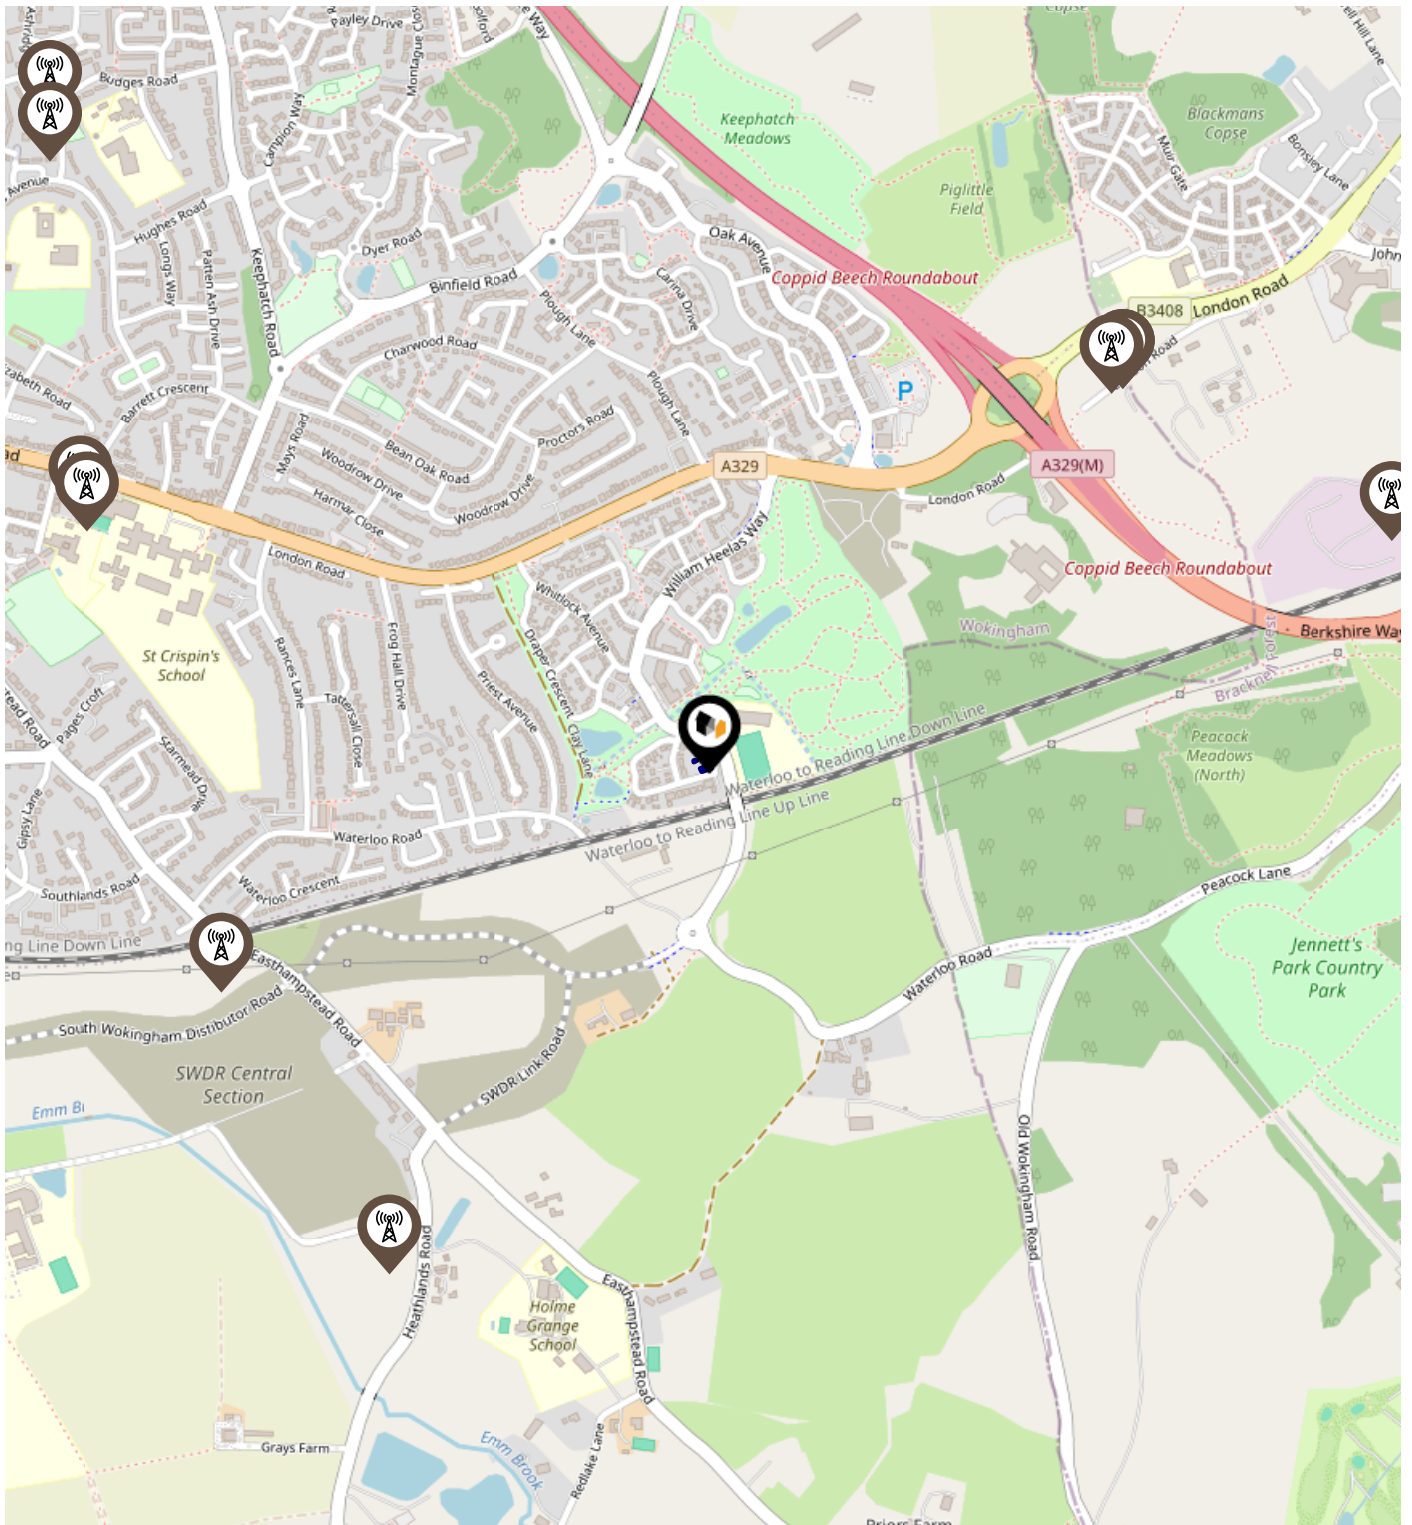 Payley Drive
Budges Road
Campion Way
Hughes Road
Longs Way
Patten Ash Drive
Keephatch Road
Dyer Road
Binfield Road
Plough Lane
Carina Drive
Oak Avenue
Keephatch
Meadows
Piglittle
Field
Blackmans
Copse
Copse
Muir Gate
Bonsley Lane
Coppid Beech Roundabout
B3408
London Road
Avenue
Charwood Road
Barrett Crescent
Mays Road
Bean Oak Road
Woodrow Drive
Harmar Close
Woodrow Drive
Proctors Road
Plough Lane
P
A329
A329(M)
London Road
London Road
William Heelas Way
Coppid Beech Roundabout
Berkshire Way
Wokingham
Bracknell Forest
Whitlock Avenue
Draper Crescent
Clay Lane
Priest Avenue
Frog Hall Drive
Rances Lane
Tattersall Close
St Crispin's
School
Pages Croft
Starmead Drive
Gipsy Lane
Waterloo Road
Waterloo Crescent
Southlands Road
Waterloo to Reading Line Down Line
Waterloo to Reading Line Up Line
Peacock
Meadows
(North)
Peacock Lane
Waterloo Road
Jennett's
Park Country
Park
ng Line Down Line
Easthampstead Road
South Wokingham Distibutor Road
SWDR Link Road
SWDR Central
Section
Old Wokingham Road
Heathlands Road
Holme
Grange
School
Easthampstead Road
Grays Farm
Emm Brook
Redlake Lane